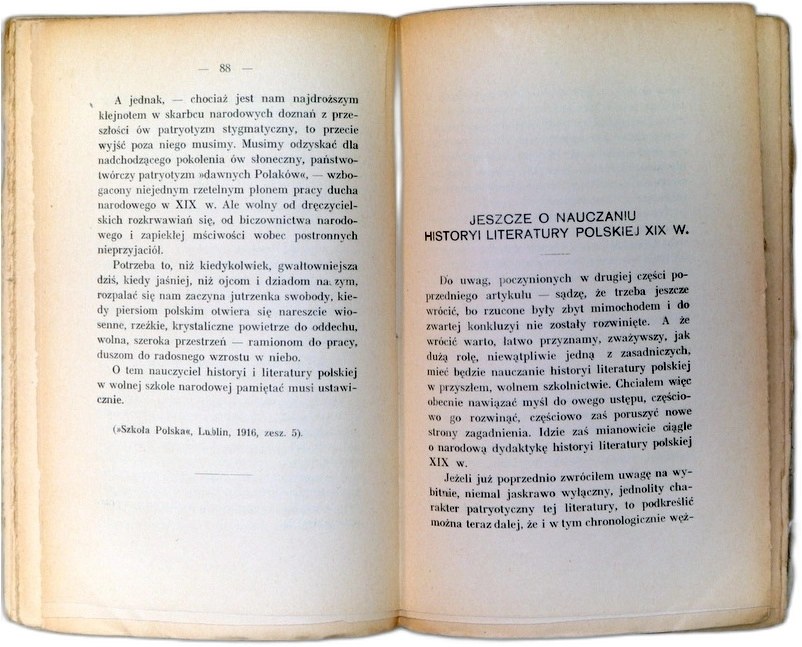 — 88 —
A jednak, — chociaż jest nam najdroższym
klejnotem w skarbcu narodowych doznań z prze-
szłości ów patryotyzm stygmatyczny, to przecie
wyjść poza niego musimy. Musimy odzyskać dla
nadchodzącego pokolenia ów słoneczny, państwo-
twórczy patryotyzm »dawnych Polaków«, — wzbo-
gacony niejednym rzetelnym plonem pracy ducha
narodowego w XIX w. Ale wolny od dręczyciel-
skich rozkrwawiań się, od biczownictwa narodo-
wego i zapiekłej mściwości wobec postronnych
nieprzyjaciół.
Potrzeba to, niż kiedykolwiek, gwałtowniejsza
dziś, kiedy jaśniej, niż ojcom i dziadom naszym,
rozpalać się nam zaczyna jutrzenka swobody, kie-
dy piersiom polskim otwiera się nareszcie wio-
senne, rzeźkie, krystaliczne powietrze do oddechu,
wolna, szeroka przestrzeń — ramionom do pracy,
duszom do radosnego wzrostu w niebo.
O tem nauczyciel historyi i literatury polskiej
w wolnej szkole narodowej pamiętać musi ustawi-
cznie.
(»Szkoła Polska«, Lublin, 1916, zesz. 5).
JESZCZE O NAUCZANIU
HISTORYI LITERATURY POLSKIEJ XIX W.
Do uwag, poczynionych w drugiej części po-
przedniego artykułu — sądzę, że trzeba jeszcze
wrócić, bo rzucone były zbyt mimochodem i do
zwartej konkluzyi nie zostały rozwinięte. A że
wrócić warto, łatwo przyznamy, zważywszy, jak
dużą rolę, niewątpliwie jedną z zasadniczych,
mieć będzie nauczanie historyi literatury polskiej
w przyszłem, wolnem szkolnictwie. Chciałem więc
obecnie nawiązać myśl do owego ustępu, częścio-
wo go rozwinąć, częściowo zaś poruszyć nowe
strony zagadnienia. Idzie zaś mianowicie ciągle
o narodową dydaktykę historyi literatury polskiej
XIX w.
Jeżeli już poprzednio zwróciłem uwagę na wy-
bitnie, niemal jaskrawo wyłączny, jednolity cha-
rakter patryotyczny tej literatury, to podkreślić
można teraz dalej, że i w tym chronologicznie węż-